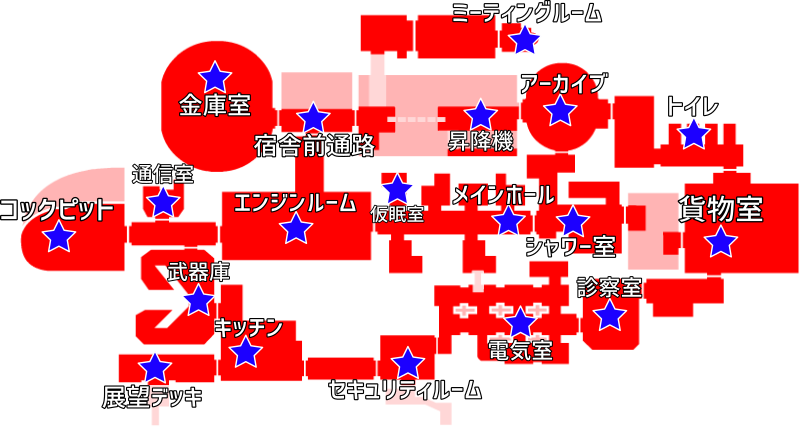 ミーティングルーム
アーカイブ
金庫室
トイレ
宿舎前通路
昇降機
通信室
コックピット
エンジンルーム
仮眠室
メインホール
貨物室
シャワー室
武器庫
診察室
キッチン
電気室
展望デッキ
セキュリティルーム